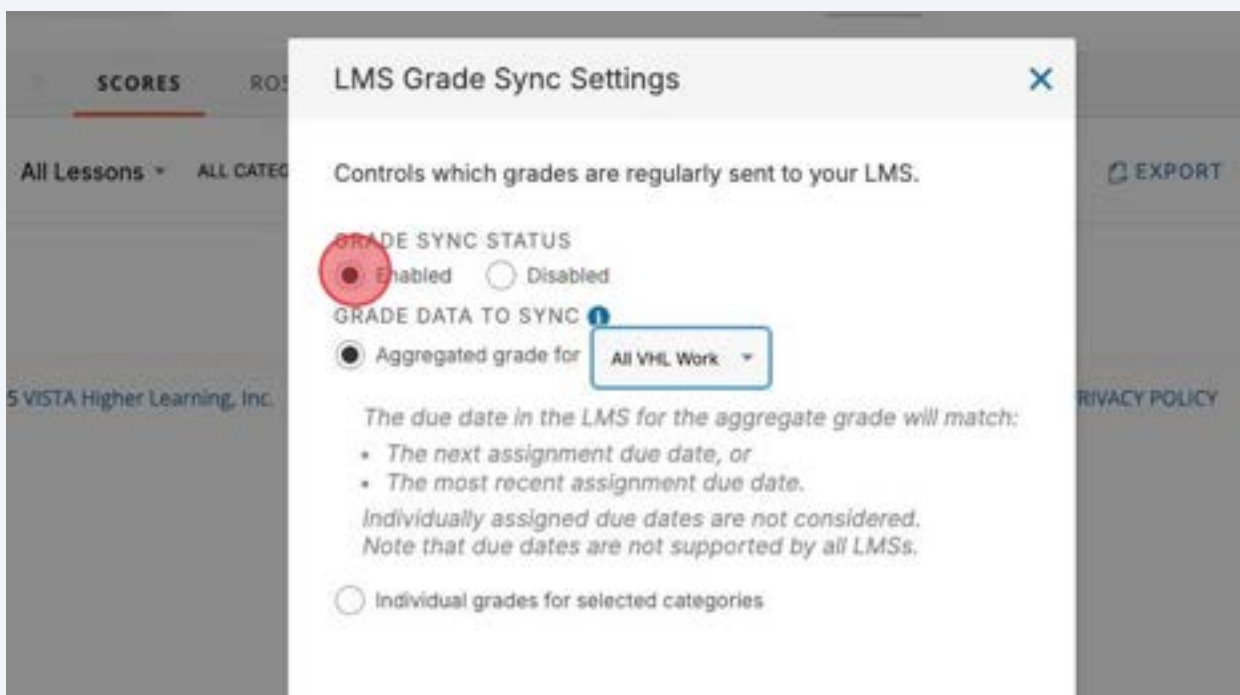 LMS Grade Sync Settings
SCORES
All Lessons
EXPORT
Controls which grades are regularly sent to your LMS.
GRADE SYNC STATUS
Enabled Disabled
GRADE DATA TO SYNC
Aggregated grade for All VHL Work
VISTA Higher Learning, Inc.
The due date in the LMS for the aggregate grade will match:
• The next assignment due date, or
• The most recent assignment due date.
Individually assigned due dates are not considered.
Note that due dates are not supported by all LMSs.
Individual grades for selected categories